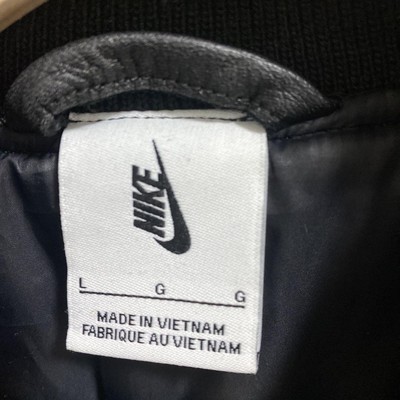 NIKE
L G G
MADE IN VIETNAM
FABRIQUE AU VIETNAM